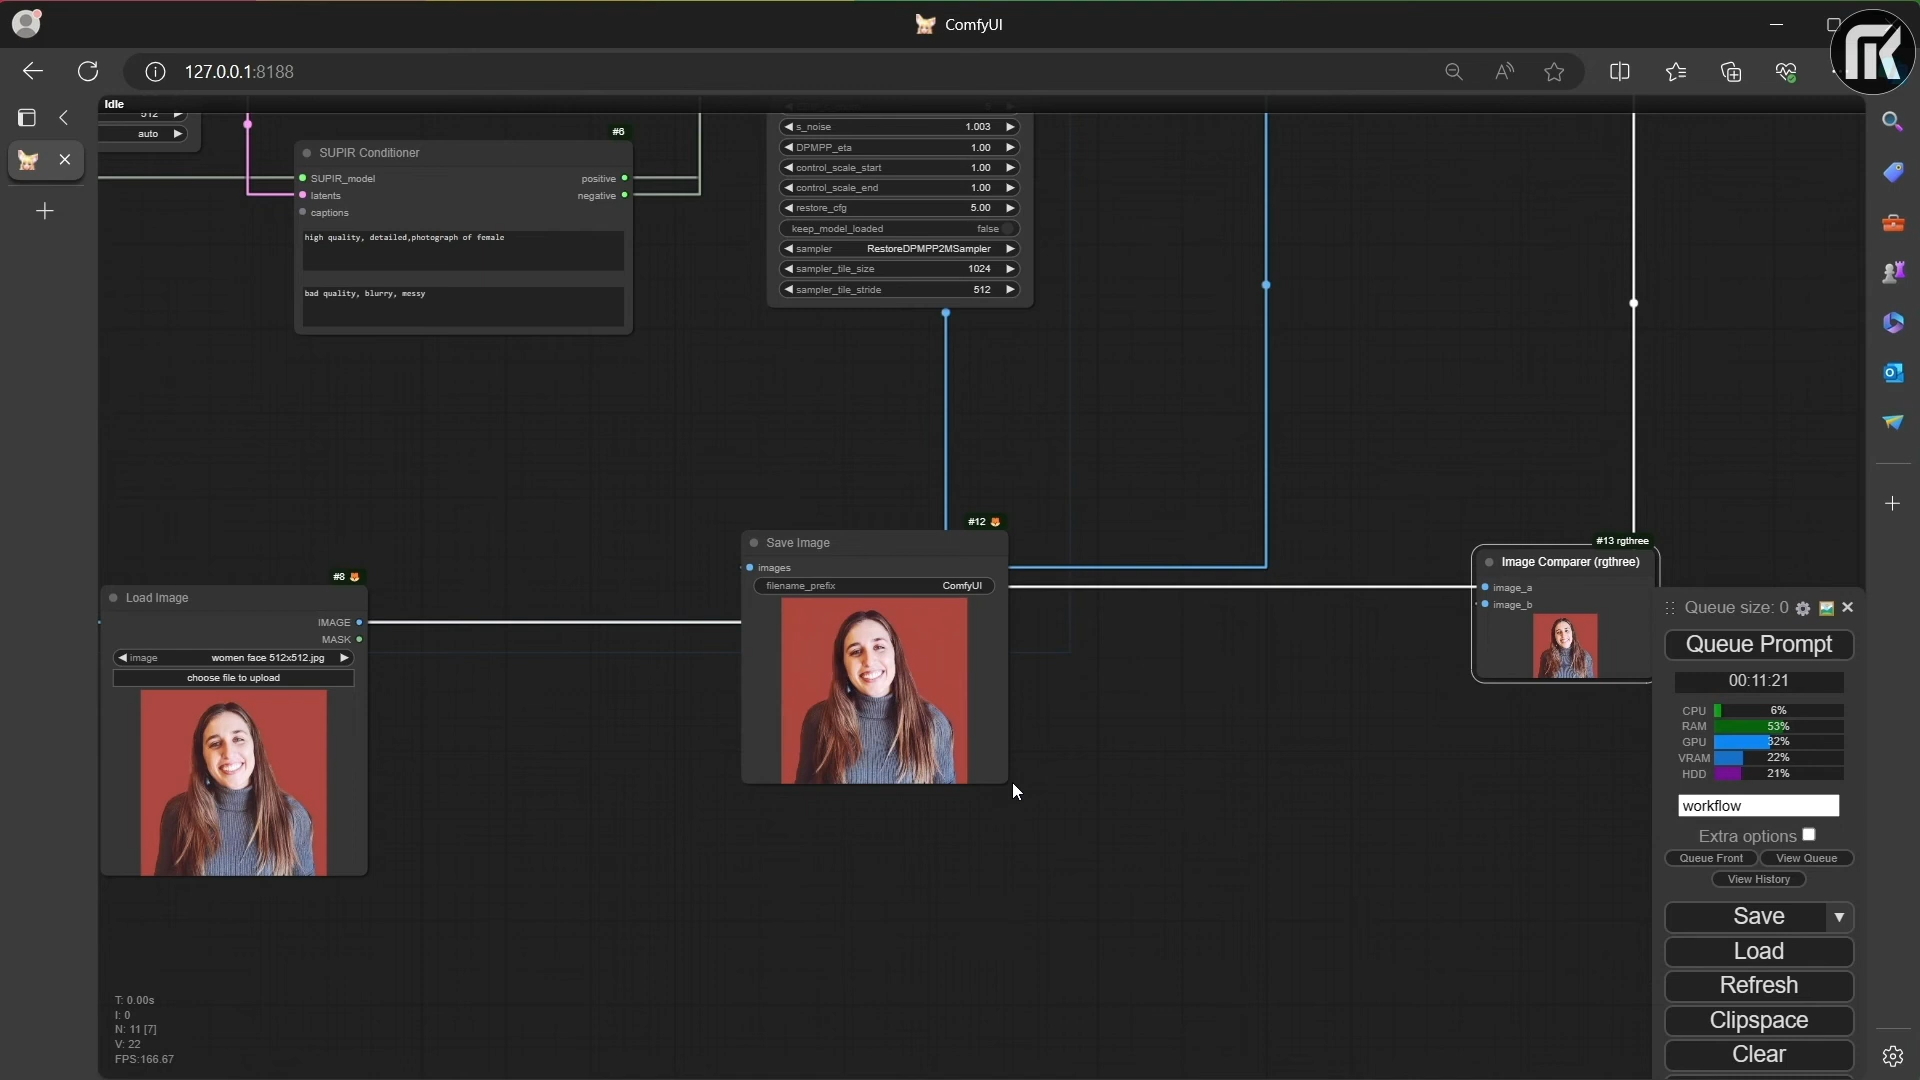 ComfyUI
127.0.0.1:8188
Idle
512
auto
#6
SUPIR Conditioner
SUPIR_model
positive
latents
negative
captions
high quality, detailed,photograph of female
bad quality, blurry, messy
s_noise 1.003
DPMPP_eta 1.00
control_scale_start 1.00
control_scale_end 1.00
restore_cfg 5.00
keep_model_loaded false
sampler RestoreDPMPP2MSampler
sampler_tile_size 1024
sampler_tile_stride 512
#8
Load Image
IMAGE
MASK
image women face 512x512.jpg
choose file to upload
#12
Save Image
images
filename_prefix ComfyUI
#13 rgthree
Image Comparer (rgthree)
image_a
image_b
Queue size: 0
Queue Prompt
00:11:21
CPU 6%
RAM 53%
GPU 32%
VRAM 22%
HDD 21%
workflow
Extra options
Queue Front View Queue
View History
Save
Load
Refresh
Clipspace
Clear
T: 0.00s
I: 0
N: 11 [7]
V: 22
FPS:166.67